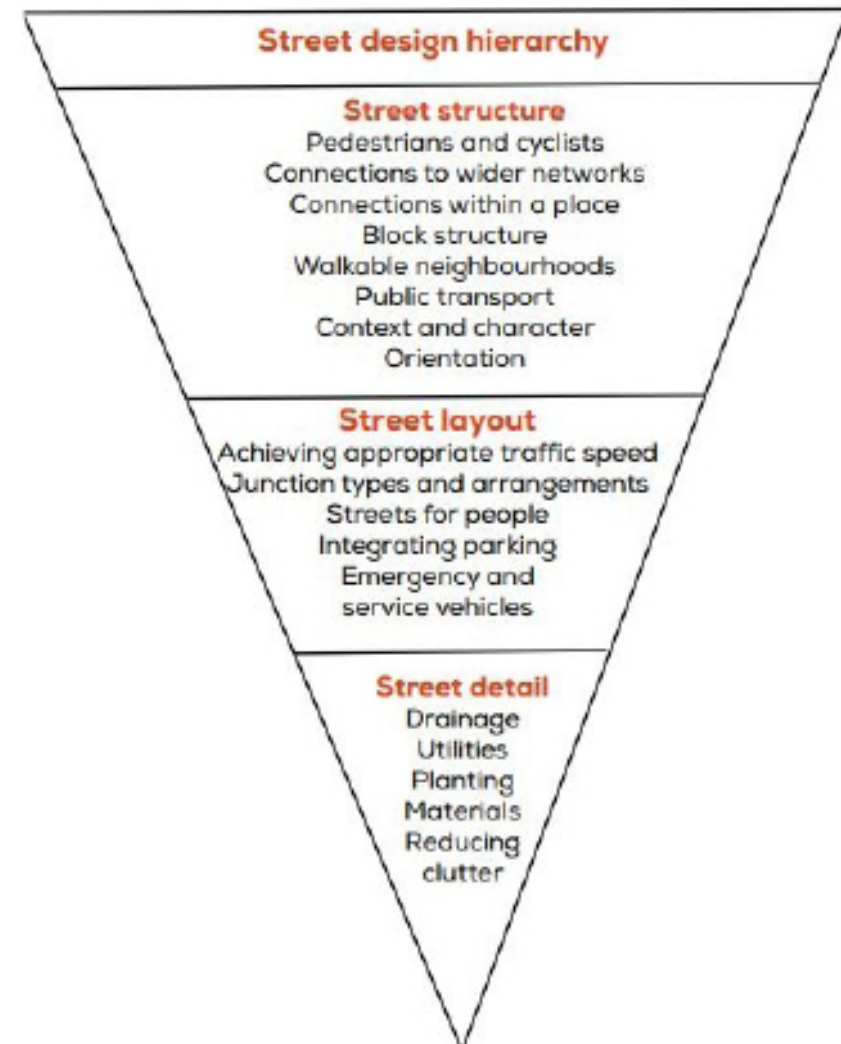 Street design hierarchy
Street structure
Pedestrians and cyclists
Connections to wider networks
Connections within a place
Block structure
Walkable neighbourhoods
Public transport
Context and character
Orientation
Street layout
Achieving appropriate traffic speed
Junction types and arrangements
Streets for people
Integrating parking
Emergency and
service vehicles
Street detail
Drainage
Utilities
Planting
Materials
Reducing
clutter